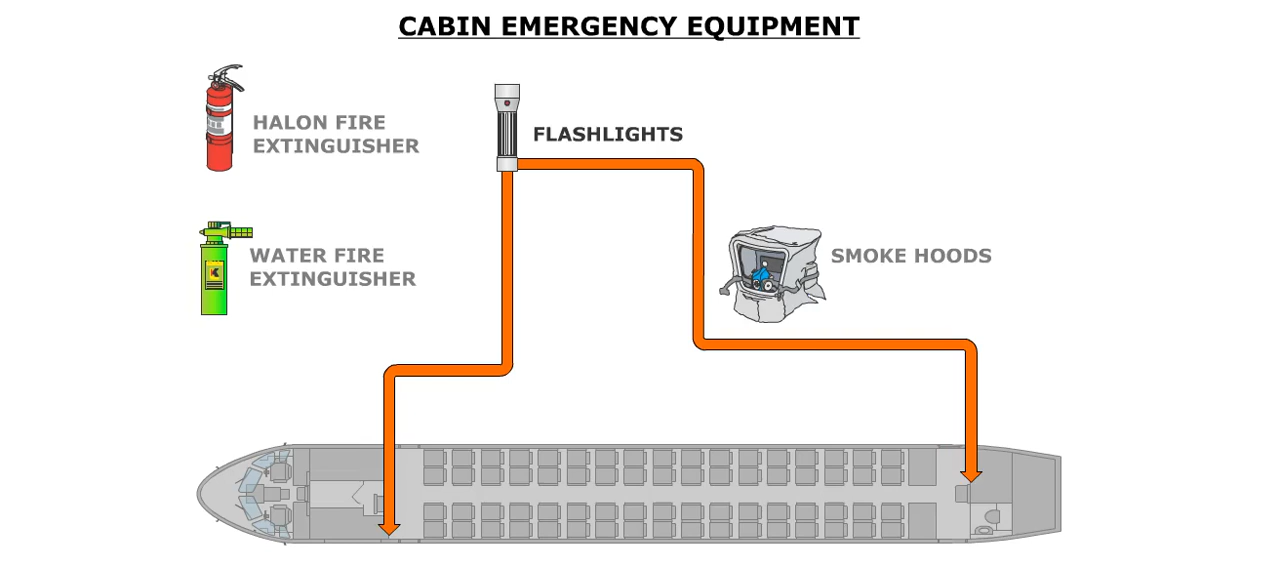 CABIN EMERGENCY EQUIPMENT
HALON FIRE
EXTINGUISHER
FLASHLIGHTS
WATER FIRE
EXTINGUISHER
SMOKE HOODS